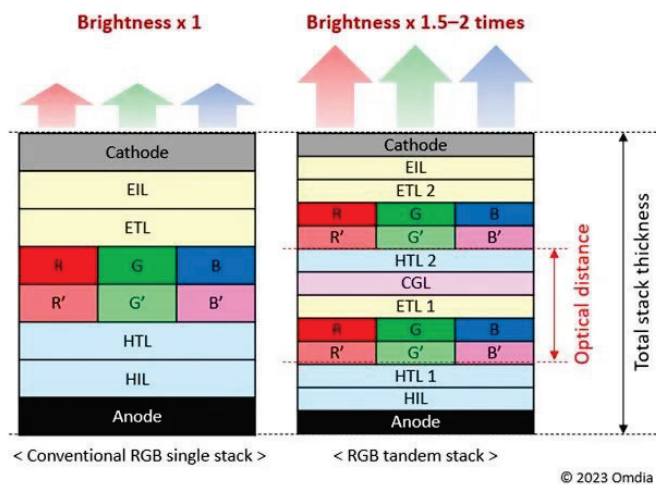 Brightness x 1
Brightness x 1.5–2 times
Cathode
EIL
ETL
R G B
R’ G’ B’
HTL
HIL
Anode
< Conventional RGB single stack >
Cathode
EIL
ETL 2
R G B
R’ G’ B’
HTL 2
CGL
ETL 1
R G B
R’ G’ B’
HTL 1
HIL
Anode
< RGB tandem stack >
Optical distance
Total stack thickness
© 2023 Omdia